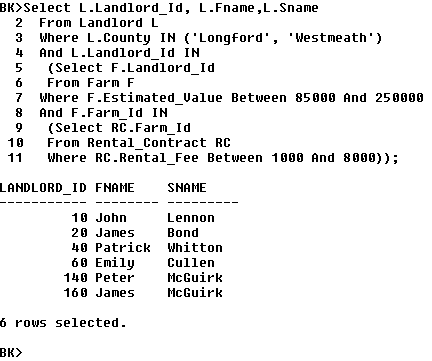 BK>Select L.Landlord_Id, L.Fname,L.Sname
2 From Landlord L
3 Where L.County IN ('Longford', 'Westmeath')
4 And L.Landlord_Id IN
5 (Select F.Landlord_Id
6 From Farm F
7 Where F.Estimated_Value Between 85000 And 250000
8 And F.Farm_Id IN
9 (Select RC.Farm_Id
10 From Rental_Contract RC
11 Where RC.Rental_Fee Between 1000 And 8000));
LANDLORD_ID FNAME SNAME
----------- -------- ---------
10 John Lennon
20 James Bond
40 Patrick Whitton
60 Emily Cullen
140 Peter McGuirk
160 James McGuirk
6 rows selected.
BK>